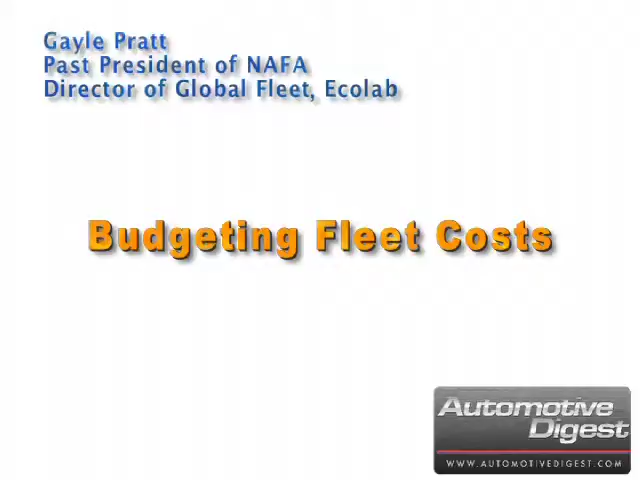 Gayle Pratt
Past President of NAFA
Director of Global Fleet, Ecolab
Budgeting Fleet Costs
Automotive
Digest
WWW.AUTOMOTIVEDIGEST.COM